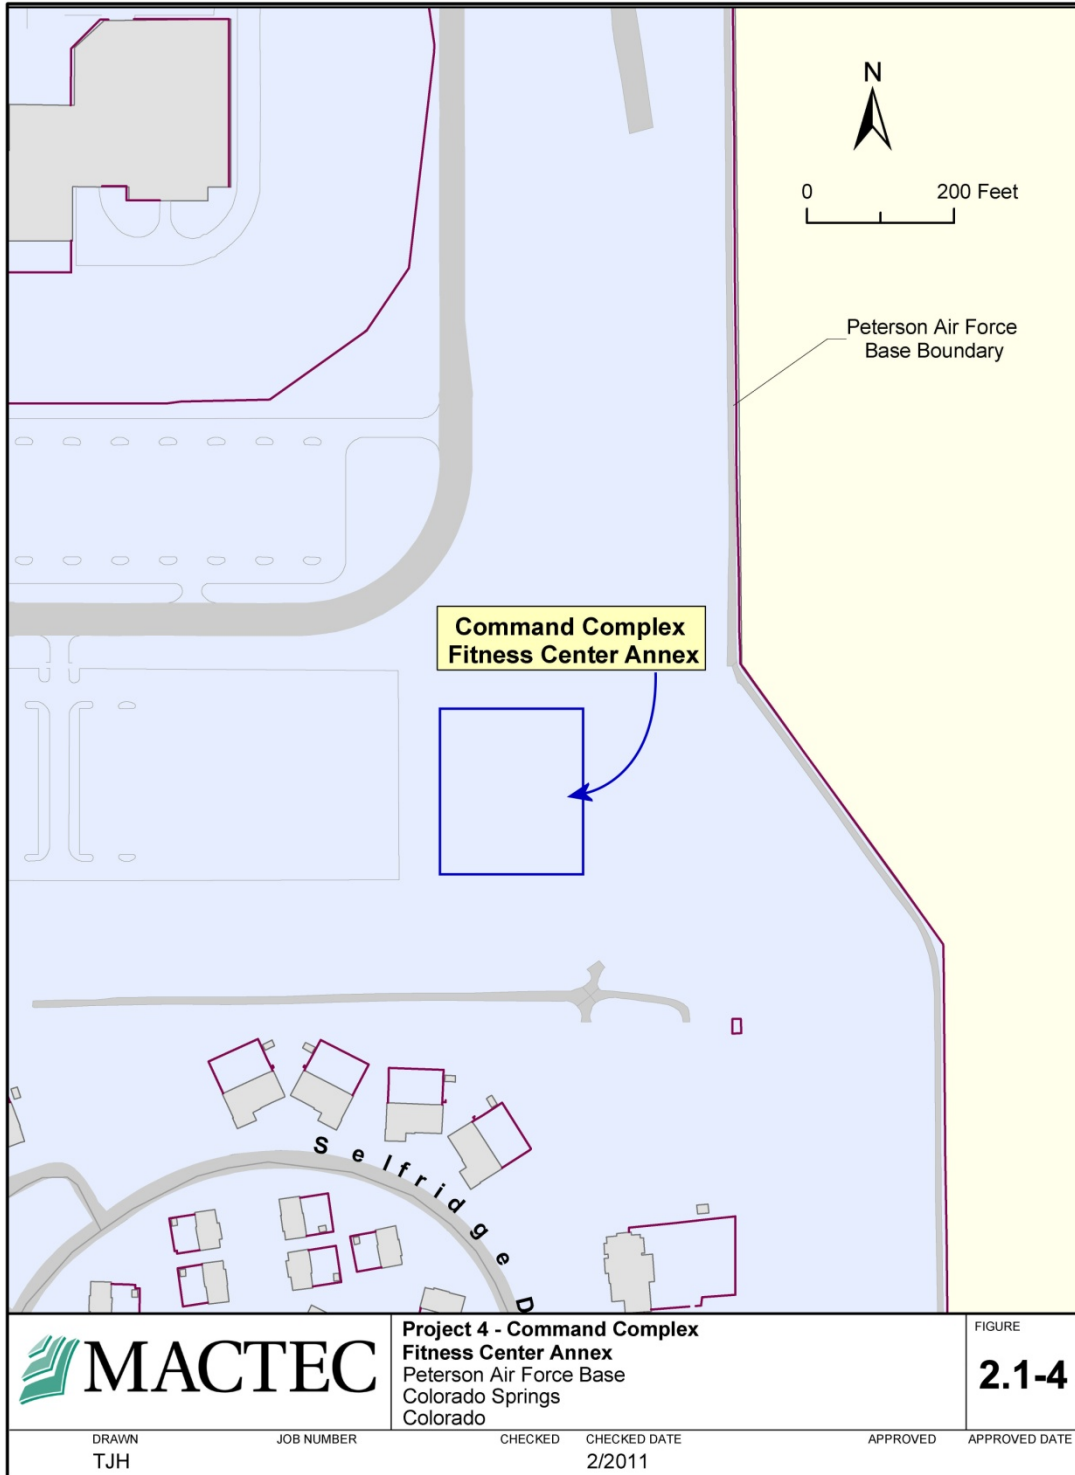 N
0 200 Feet
Peterson Air Force
Base Boundary
Command Complex
Fitness Center Annex
Selfridge D
MACTEC
Project 4 - Command Complex
Fitness Center Annex
Peterson Air Force Base
Colorado Springs
Colorado
FIGURE
2.1-4
DRAWN JOB NUMBER CHECKED CHECKED DATE APPROVED APPROVED DATE
TJH 2/2011